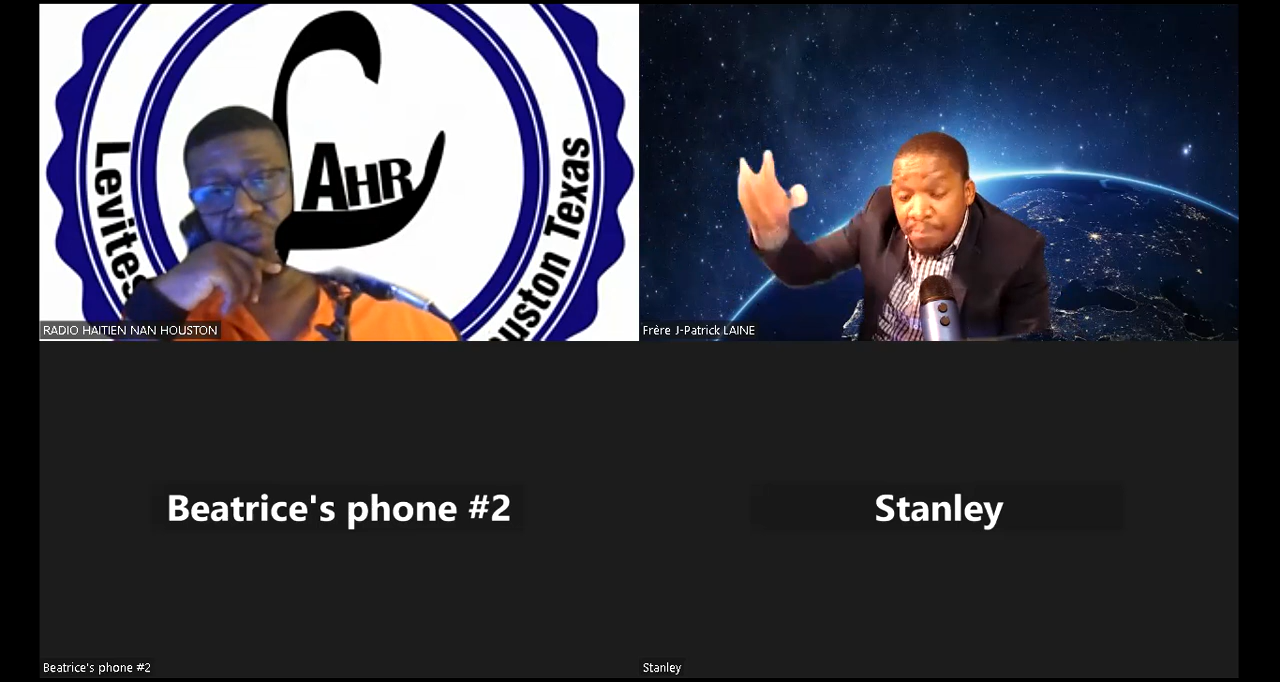 Levites
AHR
Houston Texas
RADIO HAITIEN NAN HOUSTON
Frère J-Patrick LAINE
Beatrice's phone #2
Stanley
Beatrice's phone #2
Stanley